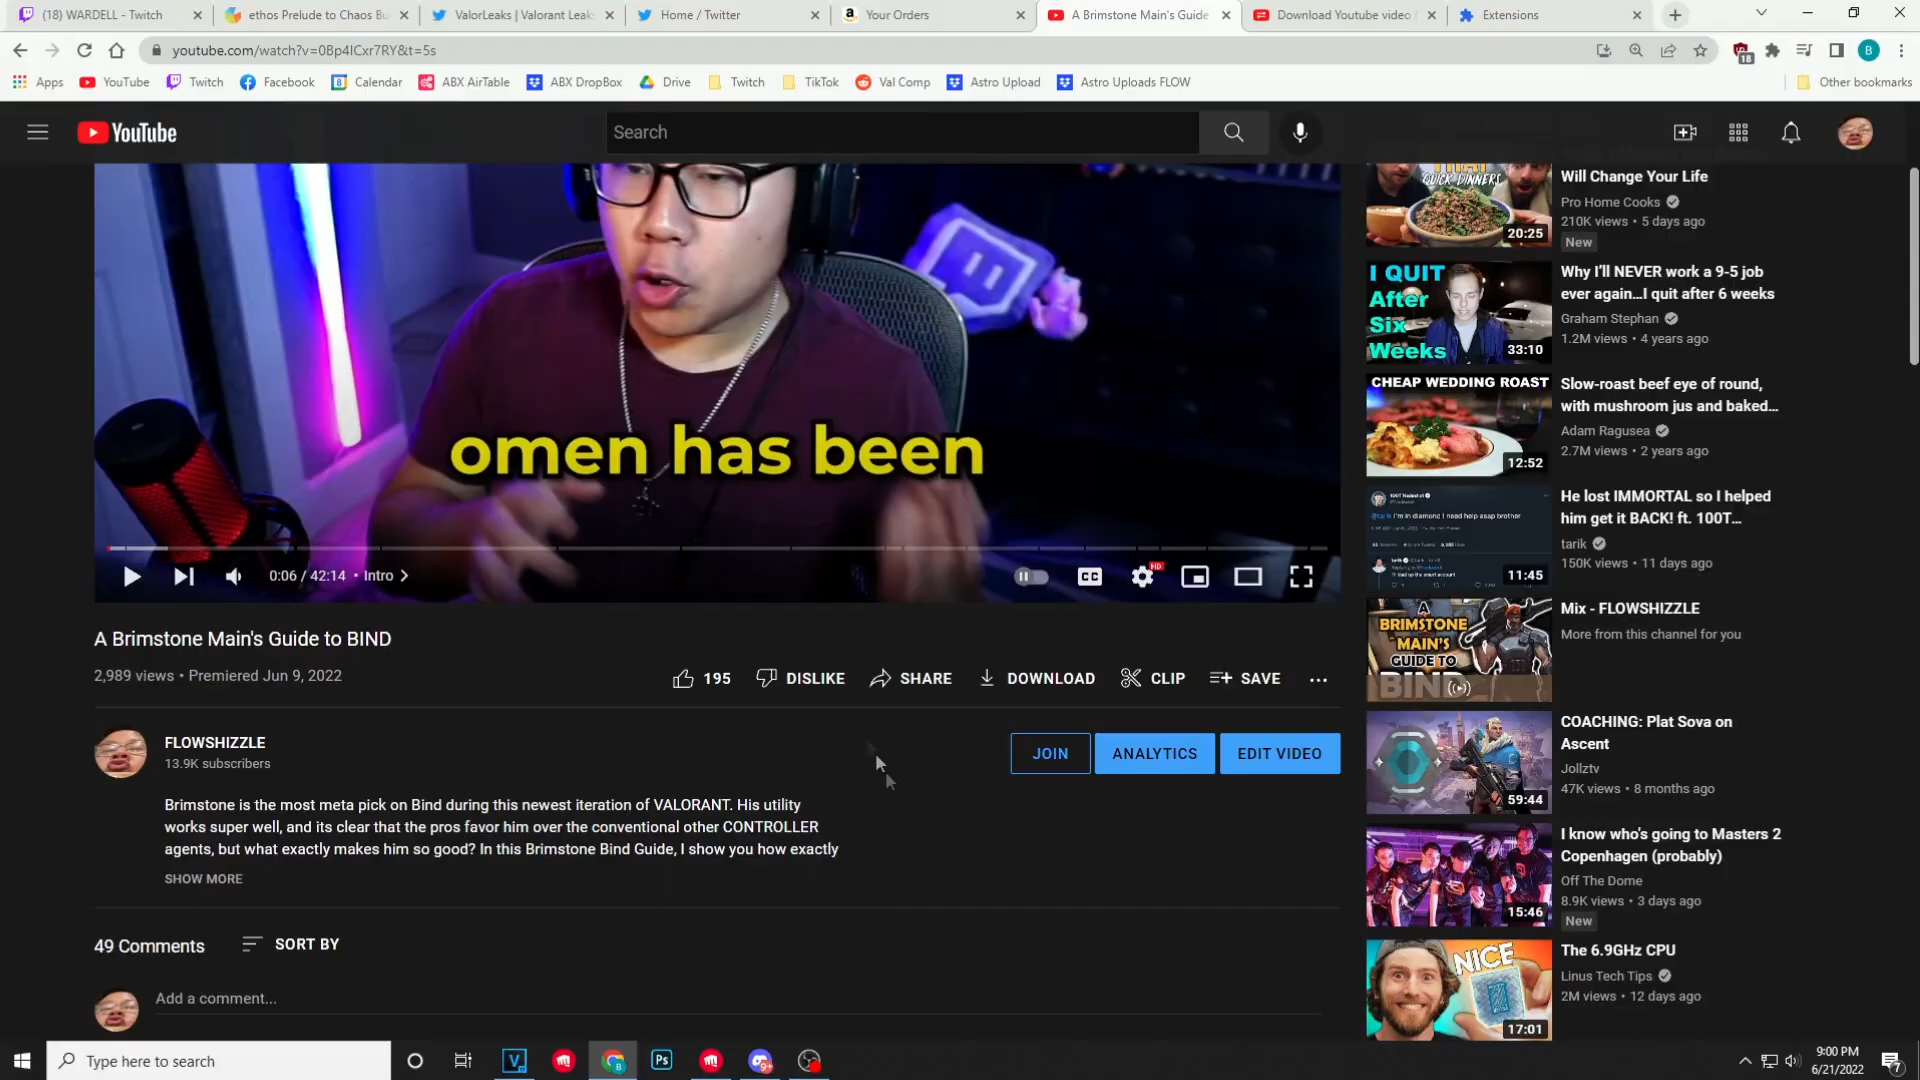 (18) WARDELL - Twitch
ethos Prelude to Chaos Bu
ValorLeaks | Valorant Leak
Home / Twitter
Your Orders
A Brimstone Main's Guide
Download Youtube video
Extensions
youtube.com/watch?v=0Bp4lCxr7RY&t=5s
18
B
Apps
YouTube
Twitch
Facebook
Calendar
ABX AirTable
ABX DropBox
Drive
Twitch
TikTok
Val Comp
Astro Upload
Astro Uploads FLOW
Other bookmarks
YouTube
Search
omen has been
0:06 / 42:14 • Intro
CC
HD
A Brimstone Main's Guide to BIND
2,989 views • Premiered Jun 9, 2022
195
DISLIKE
SHARE
DOWNLOAD
CLIP
SAVE
FLOWSHIZZLE
13.9K subscribers
JOIN
ANALYTICS
EDIT VIDEO
Brimstone is the most meta pick on Bind during this newest iteration of VALORANT. His utility
works super well, and its clear that the pros favor him over the conventional other CONTROLLER
agents, but what exactly makes him so good? In this Brimstone Bind Guide, I show you how exactly
SHOW MORE
49 Comments
SORT BY
Add a comment...
QUICK DINNERS
20:25
Will Change Your Life
Pro Home Cooks
210K views • 5 days ago
New
I QUIT
After
Six
Weeks
33:10
Why I'll NEVER work a 9-5 job
ever again...I quit after 6 weeks
Graham Stephan
1.2M views • 4 years ago
CHEAP WEDDING ROAST
12:52
Slow-roast beef eye of round,
with mushroom jus and baked...
Adam Ragusea
2.7M views • 2 years ago
I'm in diamond I need help asap brother
11:45
He lost IMMORTAL so I helped
him get it BACK! ft. 100T...
tarik
150K views • 11 days ago
A
BRIMSTONE
MAIN'S
GUIDE TO
BIND
Mix - FLOWSHIZZLE
More from this channel for you
59:44
COACHING: Plat Sova on
Ascent
Jollztv
47K views • 8 months ago
15:46
I know who's going to Masters 2
Copenhagen (probably)
Off The Dome
8.9K views • 3 days ago
New
NICE
17:01
The 6.9GHz CPU
Linus Tech Tips
2M views • 12 days ago
Type here to search
V
B
Ps
9+
9:00 PM
6/21/2022
7